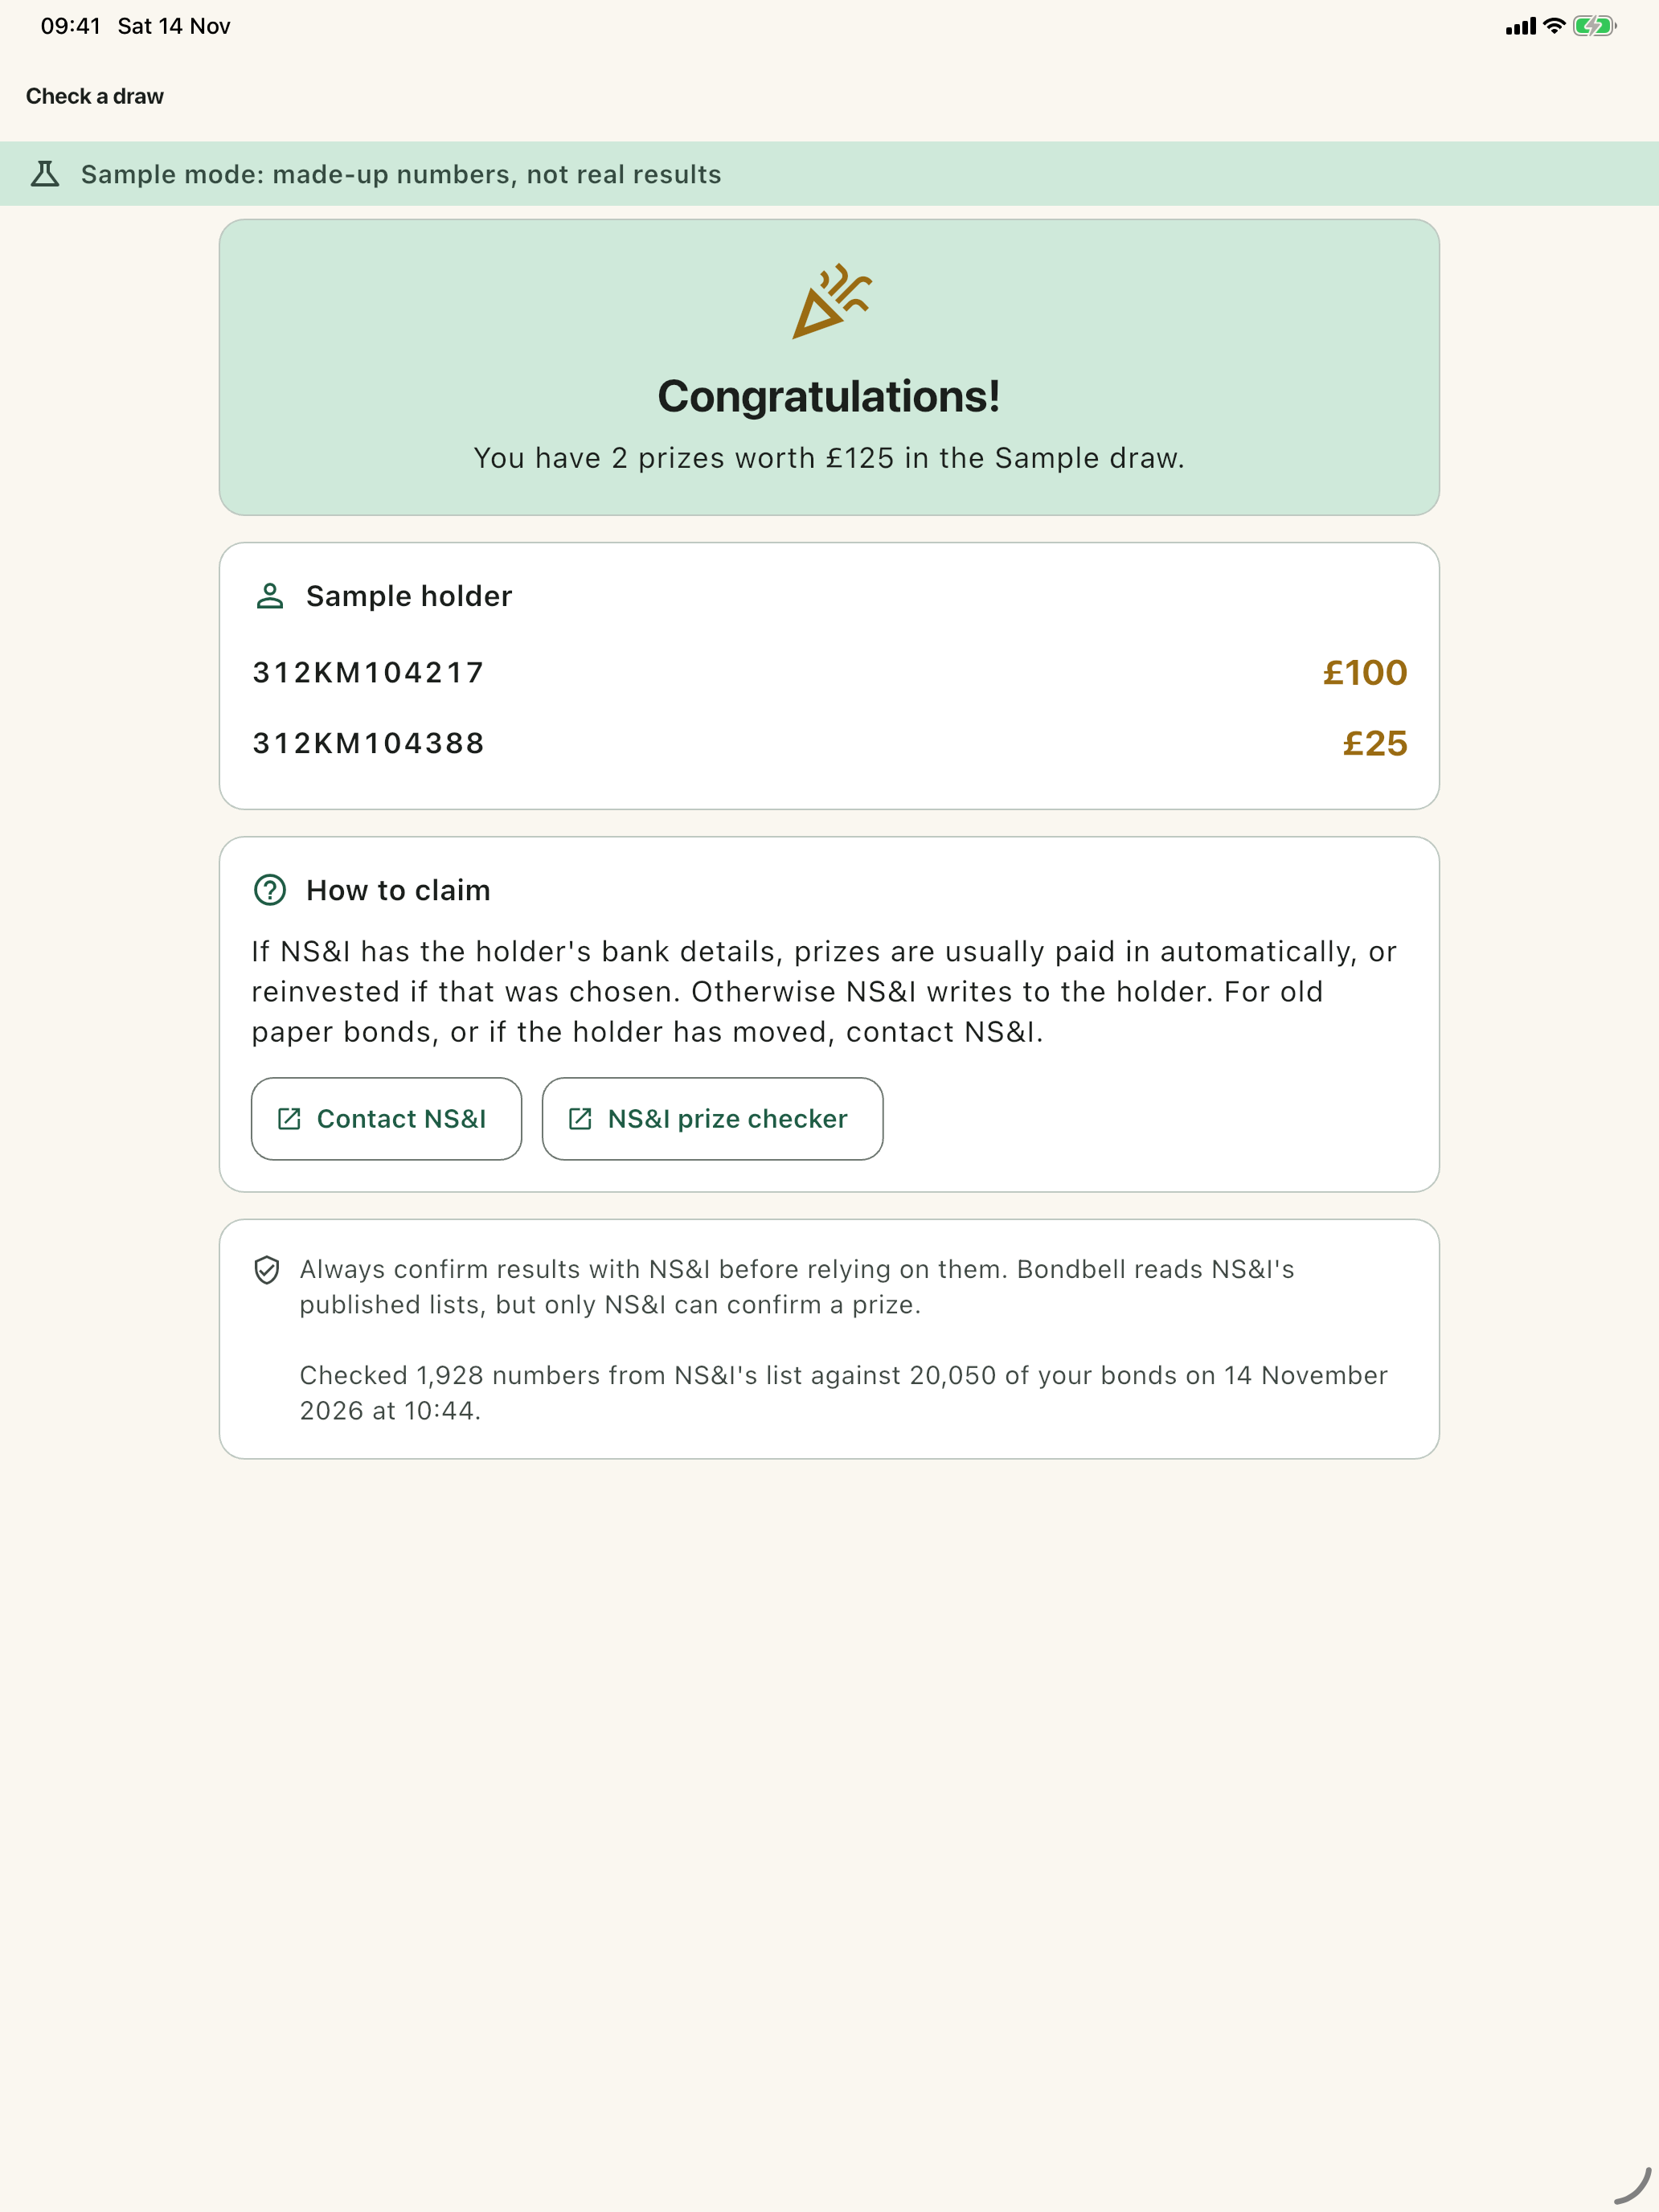 09:41 Sat 14 Nov
Check a draw
Sample mode: made-up numbers, not real results
Congratulations!
You have 2 prizes worth £125 in the Sample draw.
Sample holder
312KM104217 £100
312KM104388 £25
How to claim
If NS&I has the holder's bank details, prizes are usually paid in automatically, or
reinvested if that was chosen. Otherwise NS&I writes to the holder. For old
paper bonds, or if the holder has moved, contact NS&I.
Contact NS&I NS&I prize checker
Always confirm results with NS&I before relying on them. Bondbell reads NS&I's
published lists, but only NS&I can confirm a prize.
Checked 1,928 numbers from NS&I's list against 20,050 of your bonds on 14 November
2026 at 10:44.